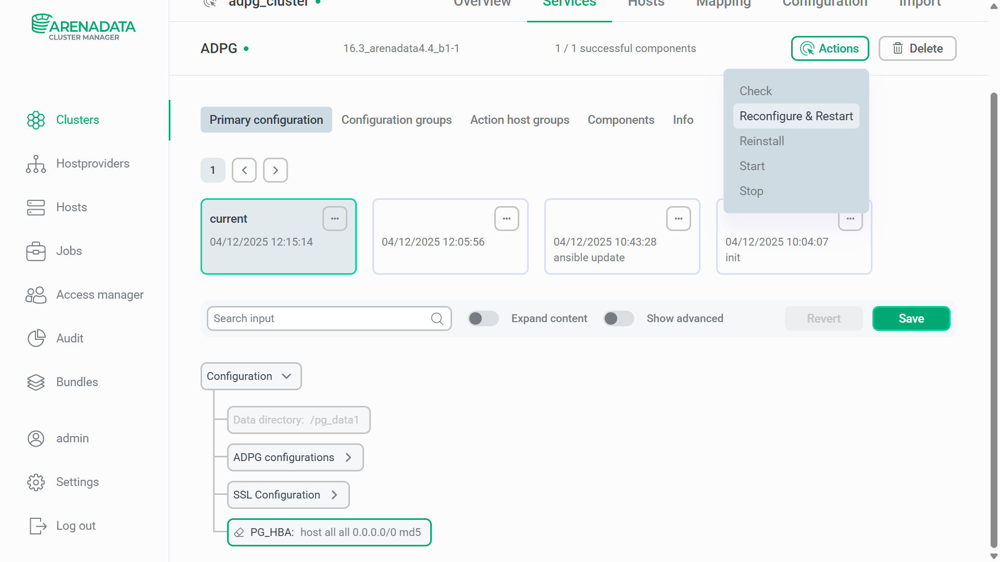 ARENADATA
CLUSTER MANAGER
Clusters
Hostproviders
Hosts
Jobs
Access manager
Audit
Bundles
admin
Settings
Log out
adpg_cluster
Overview
Services
Hosts
Mapping
Configuration
Import
ADPG
16.3_arenadata4.4_b1-1
1 / 1 successful components
Actions
Delete
Check
Reconfigure & Restart
Reinstall
Start
Stop
Primary configuration
Configuration groups
Action host groups
Components
Info
1
current
04/12/2025 12:15:14
04/12/2025 12:05:56
04/12/2025 10:43:28
ansible update
04/12/2025 10:04:07
init
Search input
Expand content
Show advanced
Revert
Save
Configuration
Data directory: /pg_data1
ADPG configurations
SSL Configuration
PG_HBA: host all all 0.0.0.0/0 md5